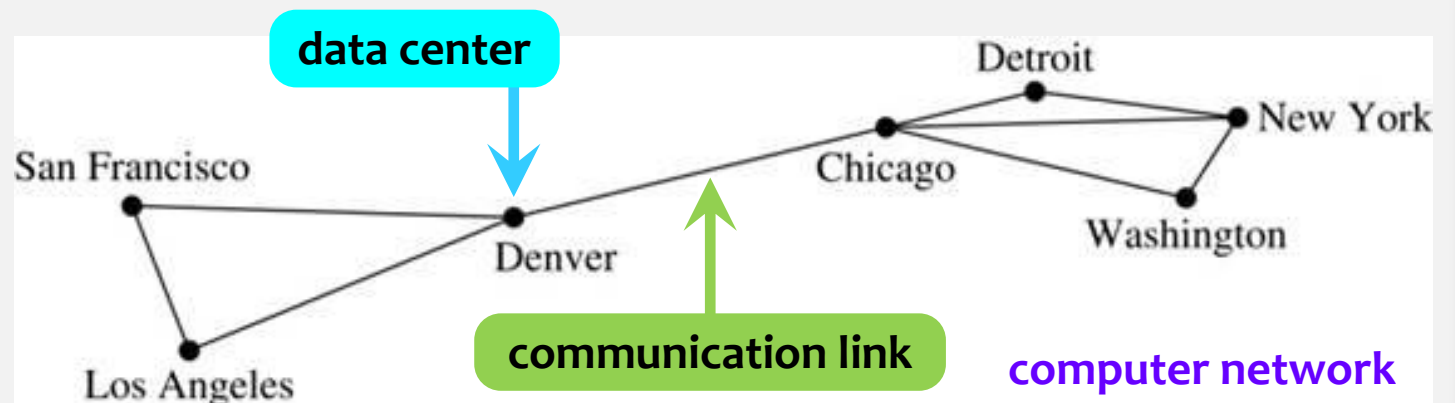 data center
Detroit
New York
Chicago
San Francisco
Washington
Denver
communication link
computer network
Los Angeles